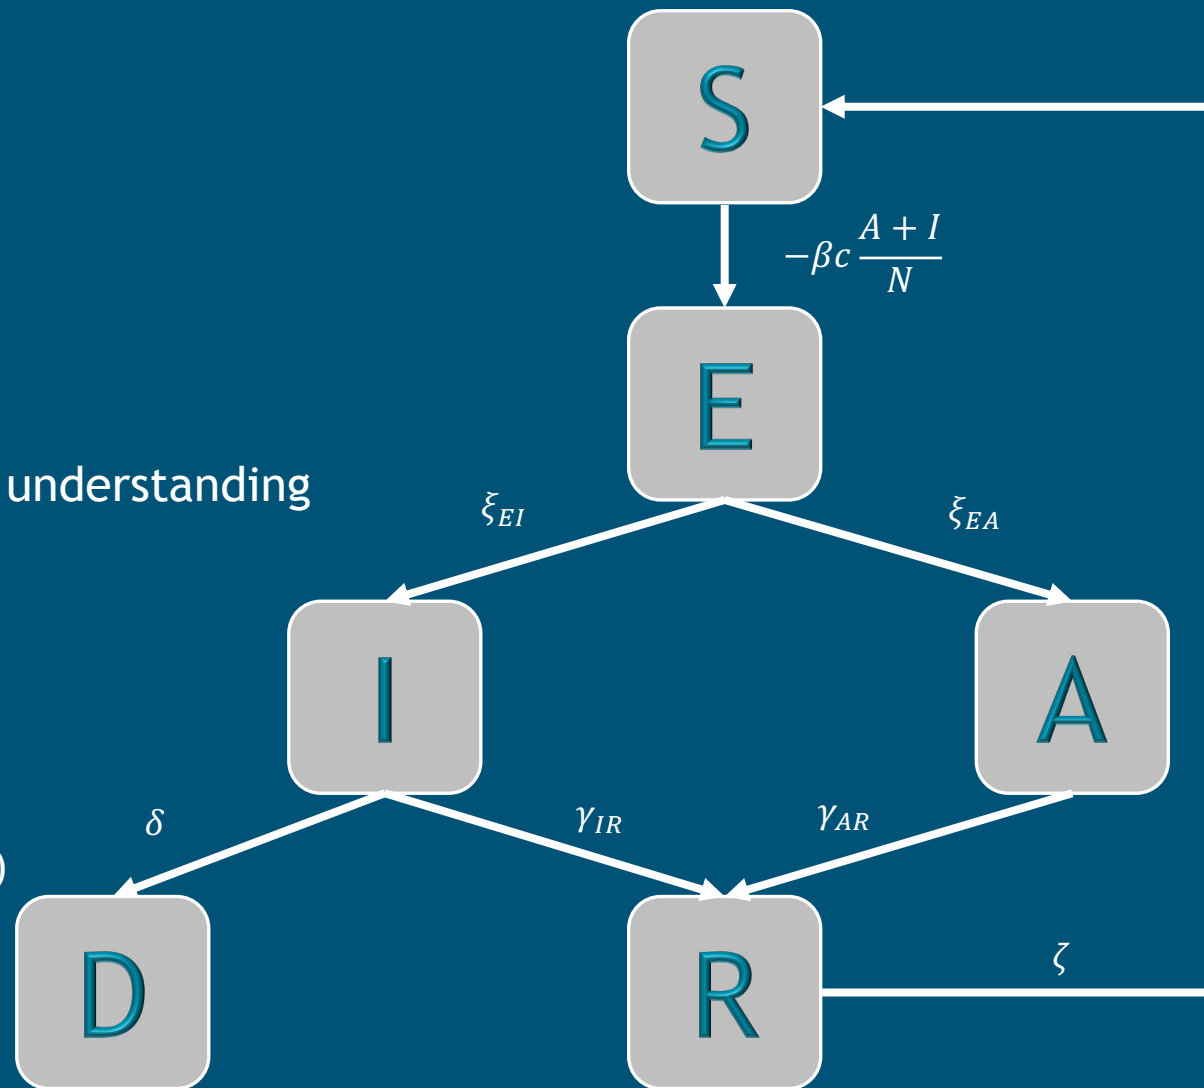 S
−βc (A + I)/N
E
understanding
ξ_EI
ξ_EA
I
A
δ
γ_IR
γ_AR
)
D
R
ζ